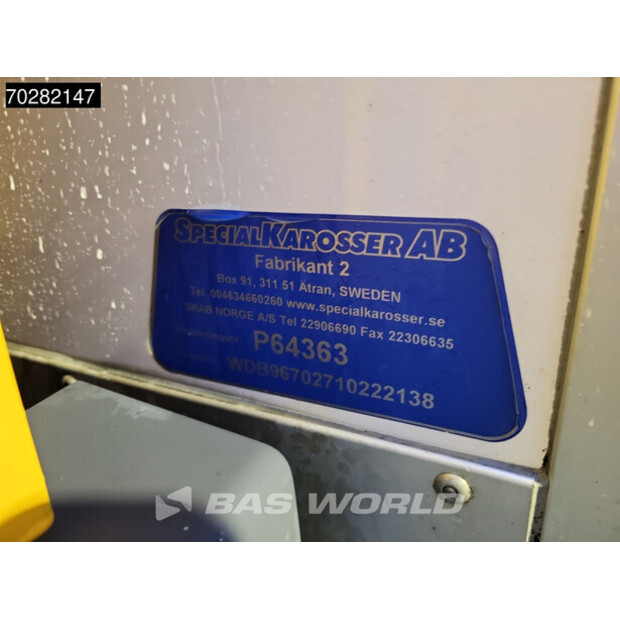 70282147
SPECIALKAROSSER AB
Fabrikant 2
Box 91, 311 51 Ätran, SWEDEN
Tel. 004634660260 www.specialkarosser.se
SKAB NORGE A/S Tel 22906690 Fax 22306635
P64363
WDB96702710222138
BAS WORLD